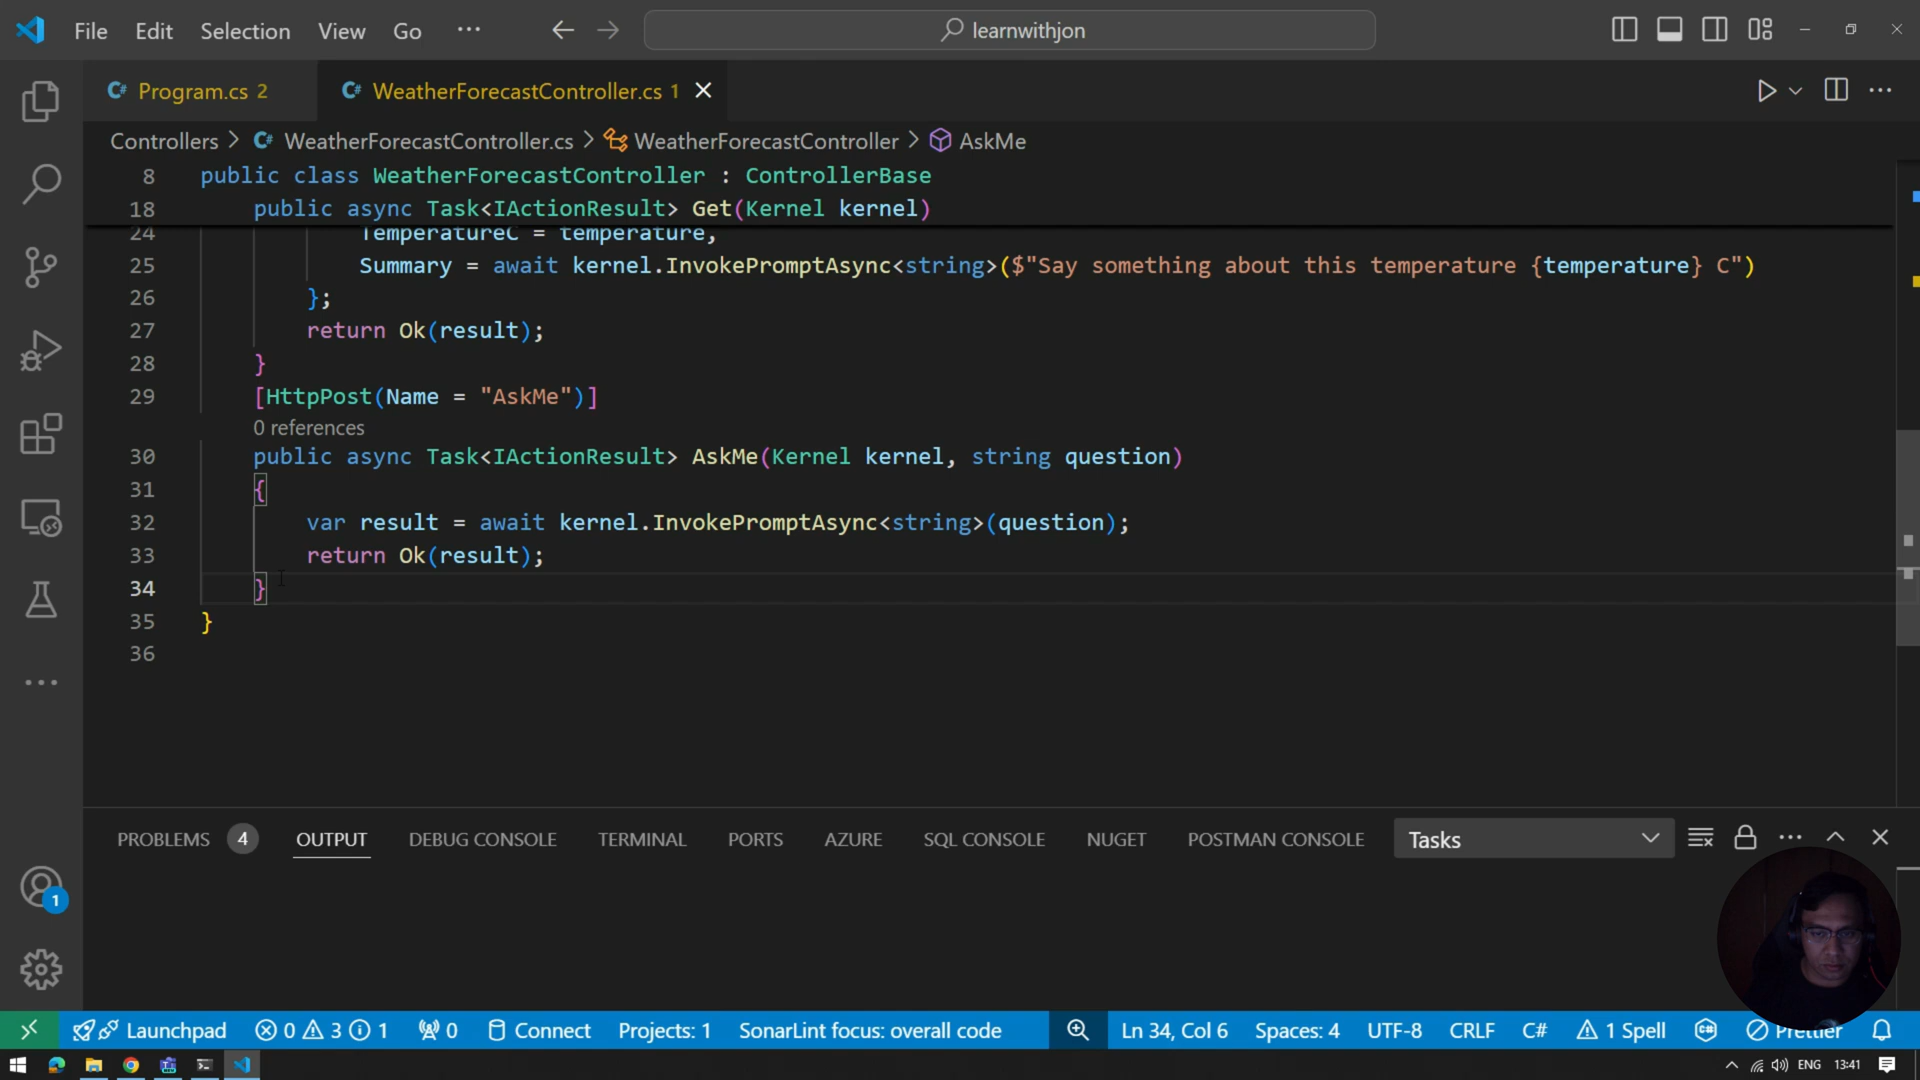 File Edit Selection View Go ··· learnwithjon
Program.cs 2 WeatherForecastController.cs 1
Controllers > WeatherForecastController.cs > WeatherForecastController > AskMe
8 public class WeatherForecastController : ControllerBase
18 public async Task<IActionResult> Get(Kernel kernel)
24 TemperatureC = temperature,
25 Summary = await kernel.InvokePromptAsync<string>($"Say something about this temperature {temperature} C")
26 };
27 return Ok(result);
28 }
29 [HttpPost(Name = "AskMe")]
0 references
30 public async Task<IActionResult> AskMe(Kernel kernel, string question)
31 {
32 var result = await kernel.InvokePromptAsync<string>(question);
33 return Ok(result);
34 }
35 }
36
PROBLEMS 4 OUTPUT DEBUG CONSOLE TERMINAL PORTS AZURE SQL CONSOLE NUGET POSTMAN CONSOLE Tasks
1
Launchpad 0 3 1 0 Connect Projects: 1 SonarLint focus: overall code Ln 34, Col 6 Spaces: 4 UTF-8 CRLF C# 1 Spell Prettier
ENG 13:41